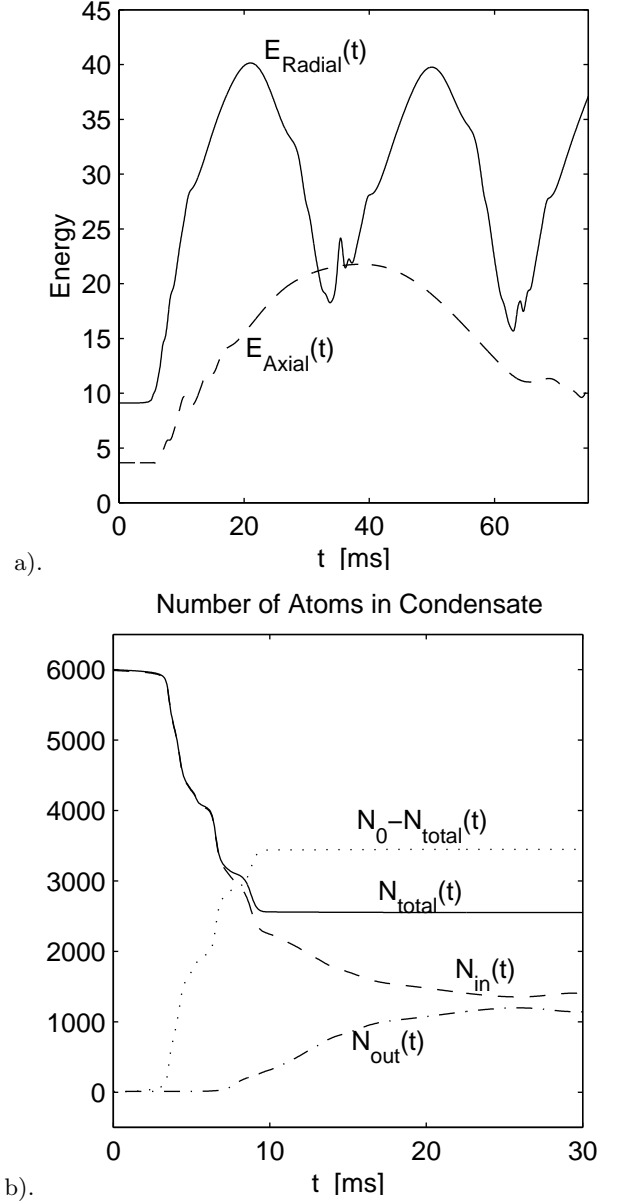 45
40
35
30
25
20
15
10
5
0
Energy
E_Radial(t)
E_Axial(t)
0 20 40 60
t [ms]
a).
Number of Atoms in Condensate
6000
5000
4000
3000
2000
1000
0
N_0–N_total(t)
N_total(t)
N_in(t)
N_out(t)
0 10 20 30
t [ms]
b).